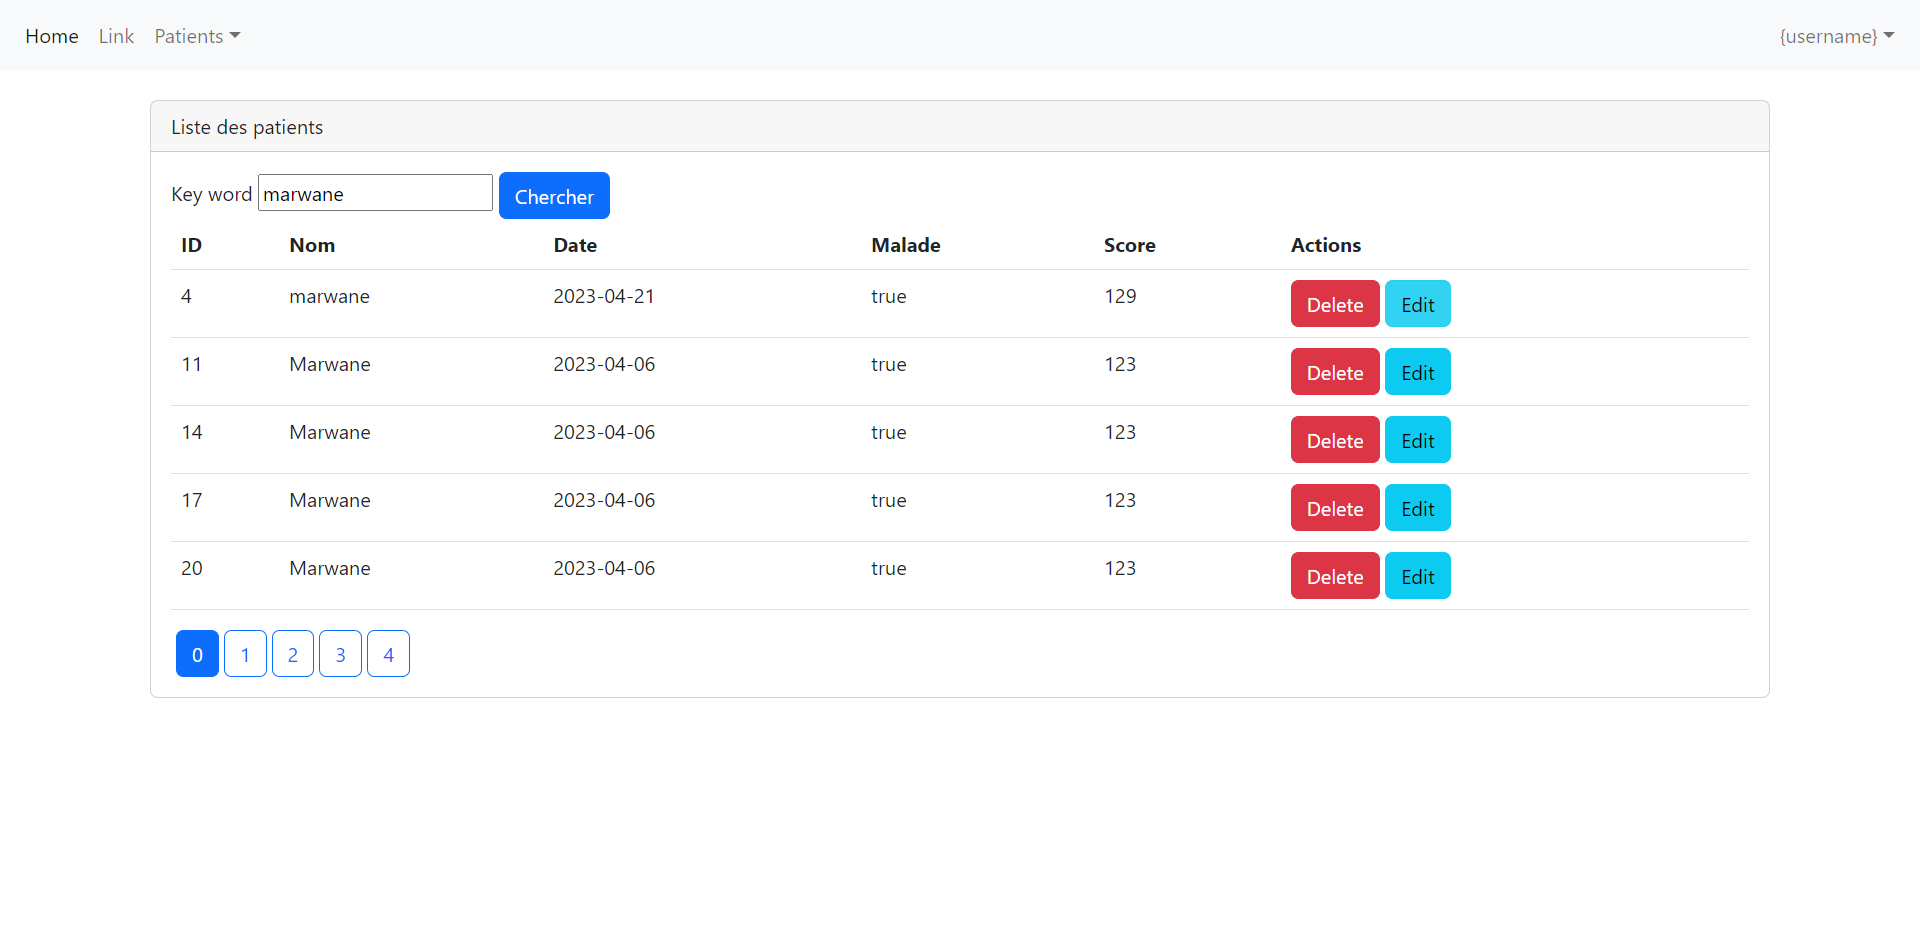 Home Link Patients {username}
Liste des patients
Key word marwane Chercher
ID Nom Date Malade Score Actions
4 marwane 2023-04-21 true 129 Delete Edit
11 Marwane 2023-04-06 true 123 Delete Edit
14 Marwane 2023-04-06 true 123 Delete Edit
17 Marwane 2023-04-06 true 123 Delete Edit
20 Marwane 2023-04-06 true 123 Delete Edit
0 1 2 3 4